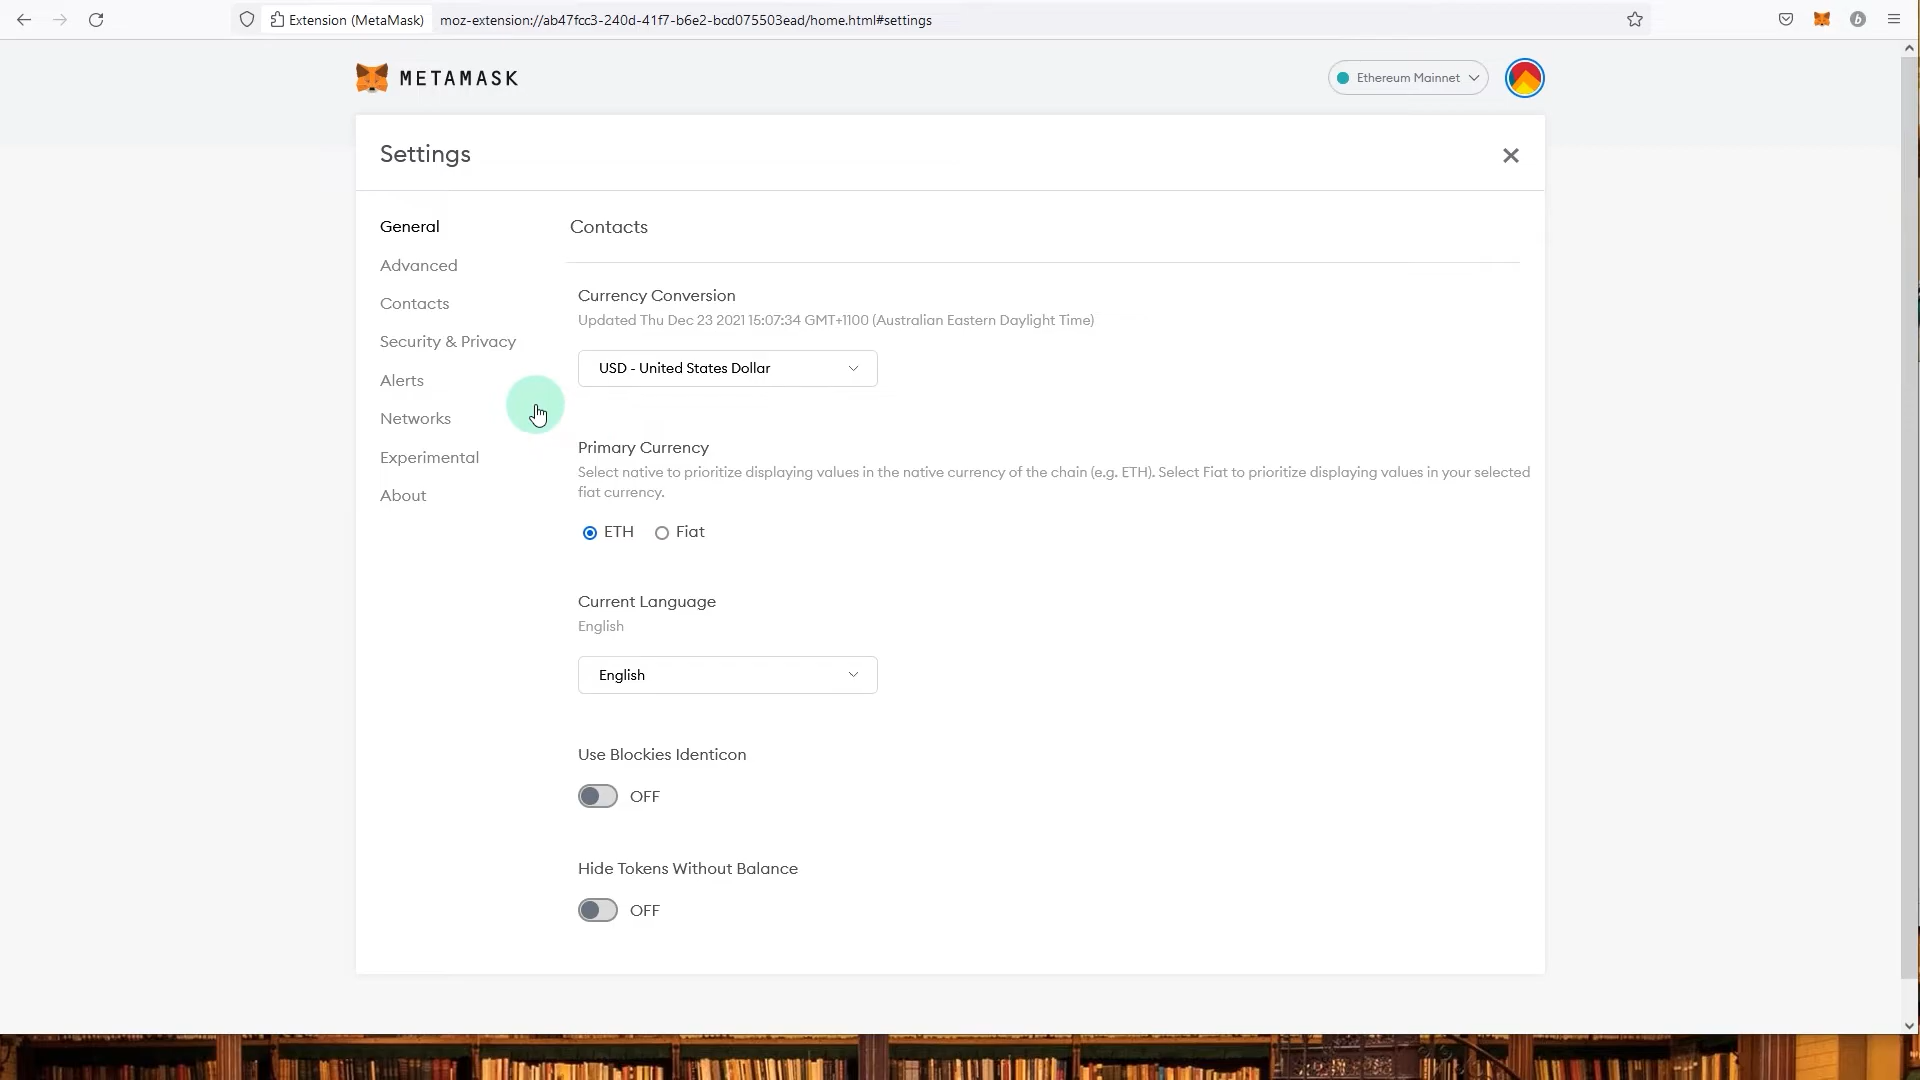 Extension (MetaMask) moz-extension://ab47fcc3-240d-41f7-b6e2-bcd075503ead/home.html#settings
METAMASK
Ethereum Mainnet
Settings
General
Advanced
Contacts
Security & Privacy
Alerts
Networks
Experimental
About
Contacts
Currency Conversion
Updated Thu Dec 23 2021 15:07:34 GMT+1100 (Australian Eastern Daylight Time)
USD - United States Dollar
Primary Currency
Select native to prioritize displaying values in the native currency of the chain (e.g. ETH). Select Fiat to prioritize displaying values in your selected
fiat currency.
ETH Fiat
Current Language
English
English
Use Blockies Identicon
OFF
Hide Tokens Without Balance
OFF